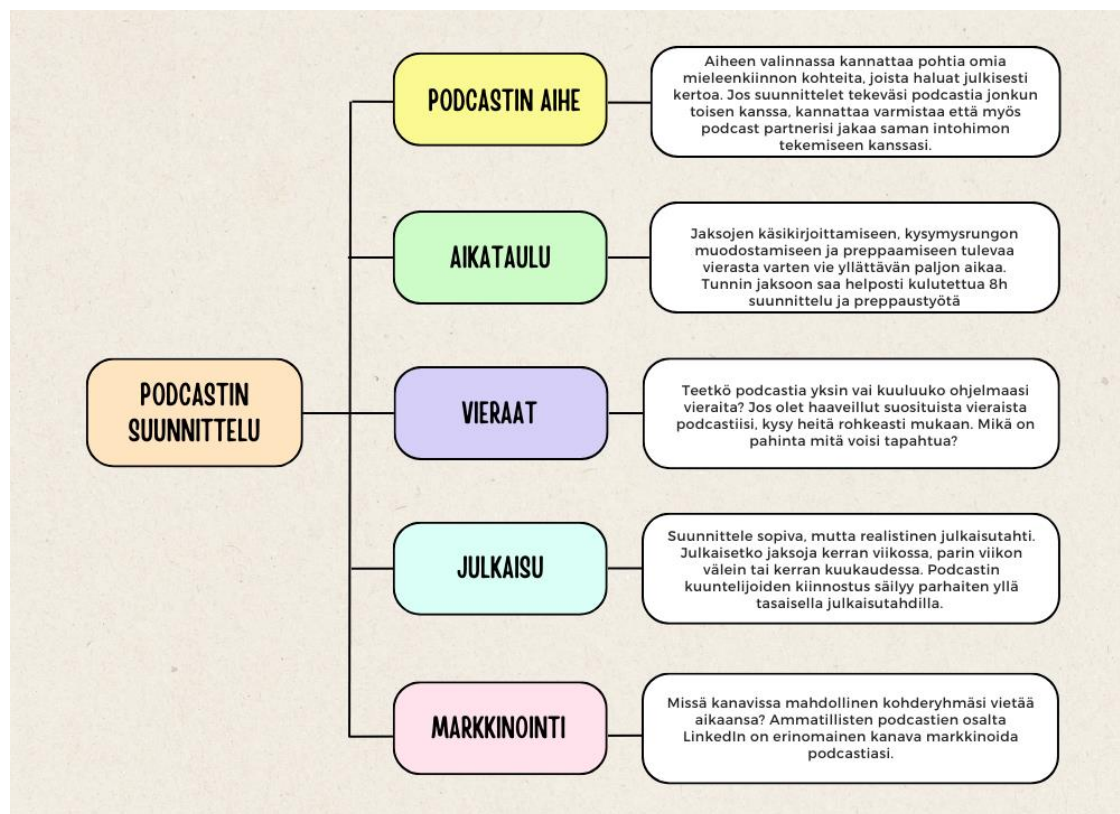 PODCASTIN
SUUNNITTELU
PODCASTIN AIHE
Aiheen valinnassa kannattaa pohtia omia
mieleenkiinnon kohteita, joista haluat julkisesti
kertoa. Jos suunnittelet tekeväsi podcastia jonkun
toisen kanssa, kannattaa varmistaa että myös
podcast partnerisi jakaa saman intohimon
tekemiseen kanssasi.
AIKATAULU
Jaksojen käsikirjoittamiseen, kysymysrungon
muodostamiseen ja preppaamiseen tulevaa
vierasta varten vie yllättävän paljon aikaa.
Tunnin jaksoon saa helposti kulutettua 8h
suunnittelu ja preppaustyötä
VIERAAT
Teetkö podcastia yksin vai kuuluuko ohjelmaasi
vieraita? Jos olet haaveillut suosituista vieraista
podcastiisi, kysy heitä rohkeasti mukaan. Mikä on
pahinta mitä voisi tapahtua?
JULKAISU
Suunnittele sopiva, mutta realistinen julkaisutahti.
Julkaisetko jaksoja kerran viikossa, parin viikon
välein tai kerran kuukaudessa. Podcastin
kuuntelijoiden kiinnostus säilyy parhaiten yllä
tasaisella julkaisutahdilla.
MARKKINOINTI
Missä kanavissa mahdollinen kohderyhmäsi vietää
aikaansa? Ammatillisten podcastien osalta
LinkedIn on erinomainen kanava markkinoida
podcastiasi.